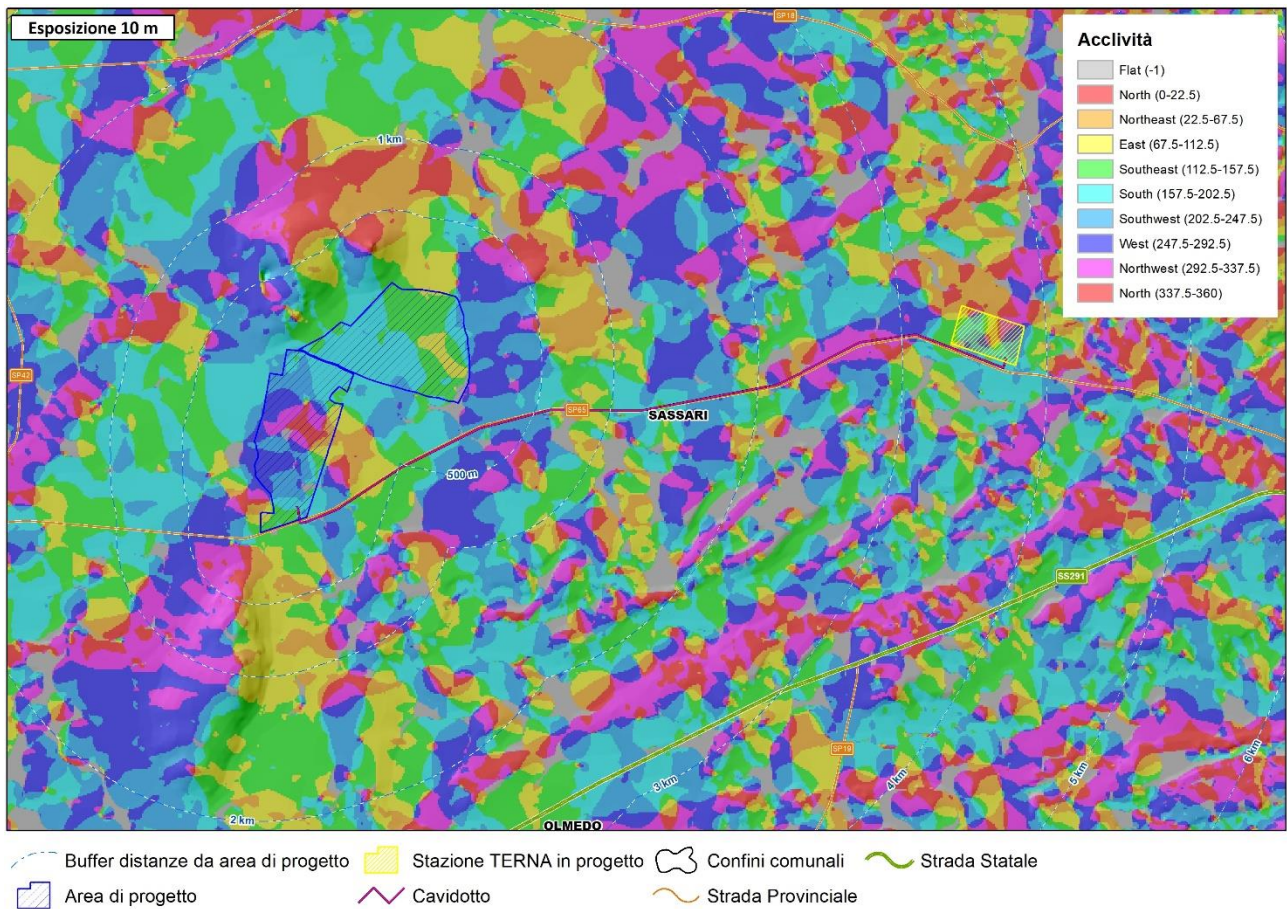 Esposizione 10 m
SP18
Acclività
Flat (-1)
North (0-22.5)
Northeast (22.5-67.5)
East (67.5-112.5)
Southeast (112.5-157.5)
South (157.5-202.5)
Southwest (202.5-247.5)
West (247.5-292.5)
Northwest (292.5-337.5)
North (337.5-360)
1 km
SP42
SP65
SASSARI
500 m
SS291
SP19
3 km
4 km
5 km
6 km
2 km
OLMEDO
Buffer distanze da area di progetto
Stazione TERNA in progetto
Confini comunali
Strada Statale
Area di progetto
Cavidotto
Strada Provinciale